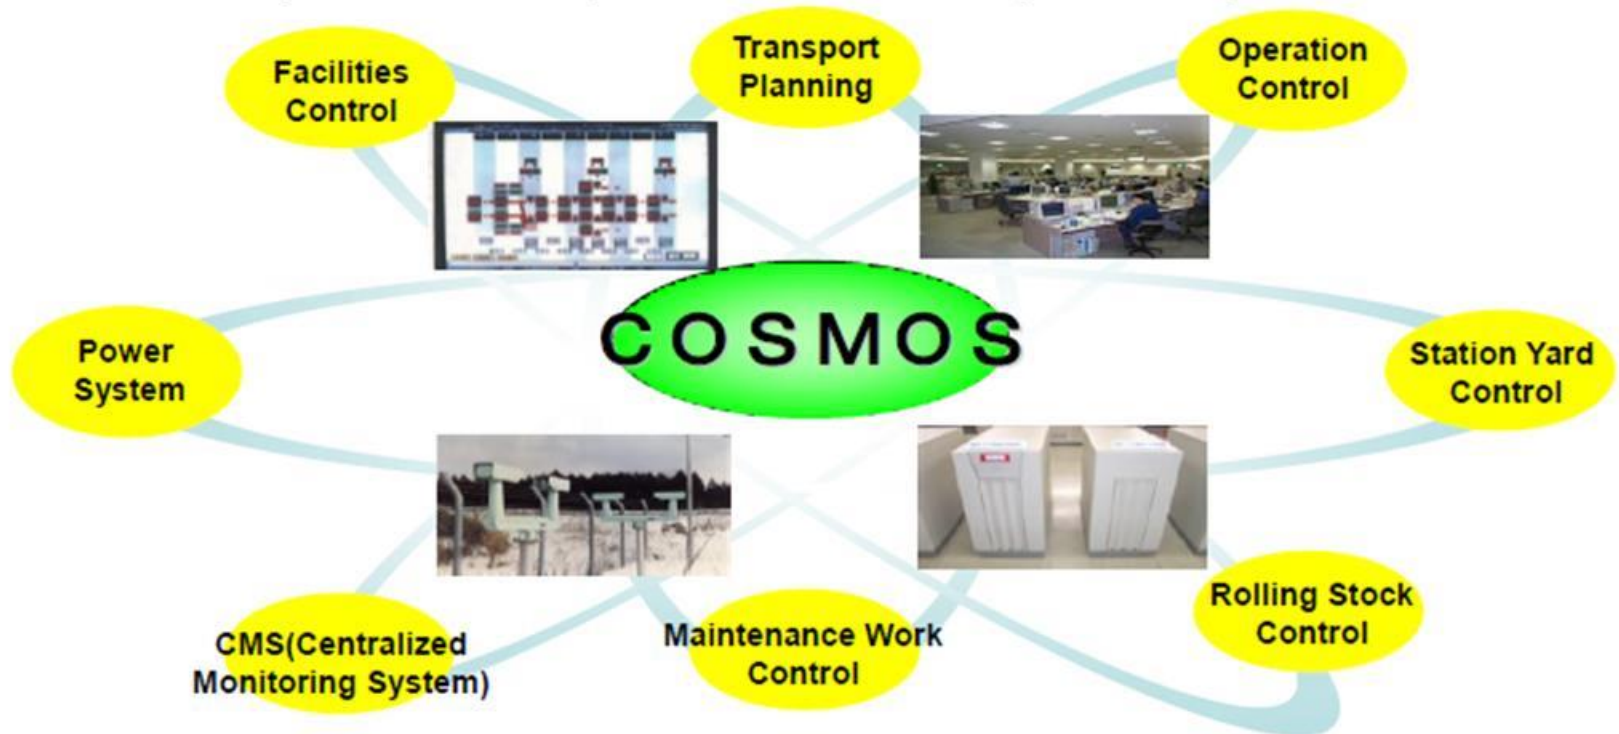 Facilities
Control
Transport
Planning
Operation
Control
Power
System
COSMOS
Station Yard
Control
CMS(Centralized
Monitoring System)
Maintenance Work
Control
Rolling Stock
Control